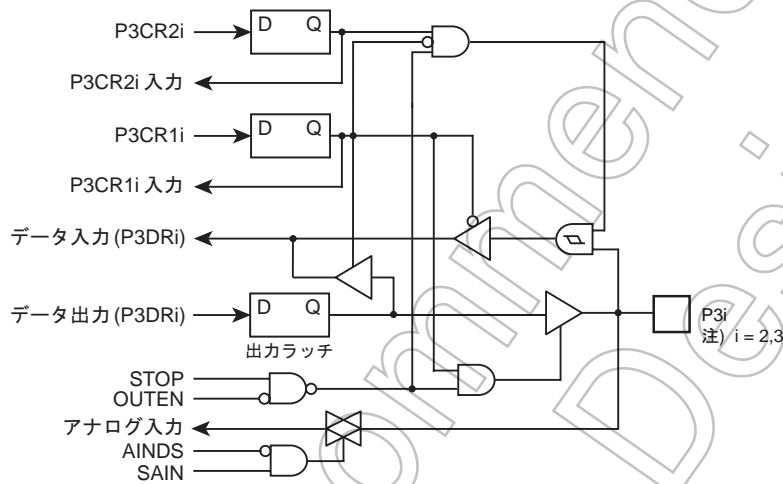 P3CR2i
D Q
P3CR2i 入力
P3CR1i
D Q
P3CR1i 入力
データ入力 (P3DRi)
データ出力 (P3DRi)
D Q
出力ラッチ
P3i
注) i = 2,3
STOP
OUTEN
アナログ入力
AINDS
SAIN